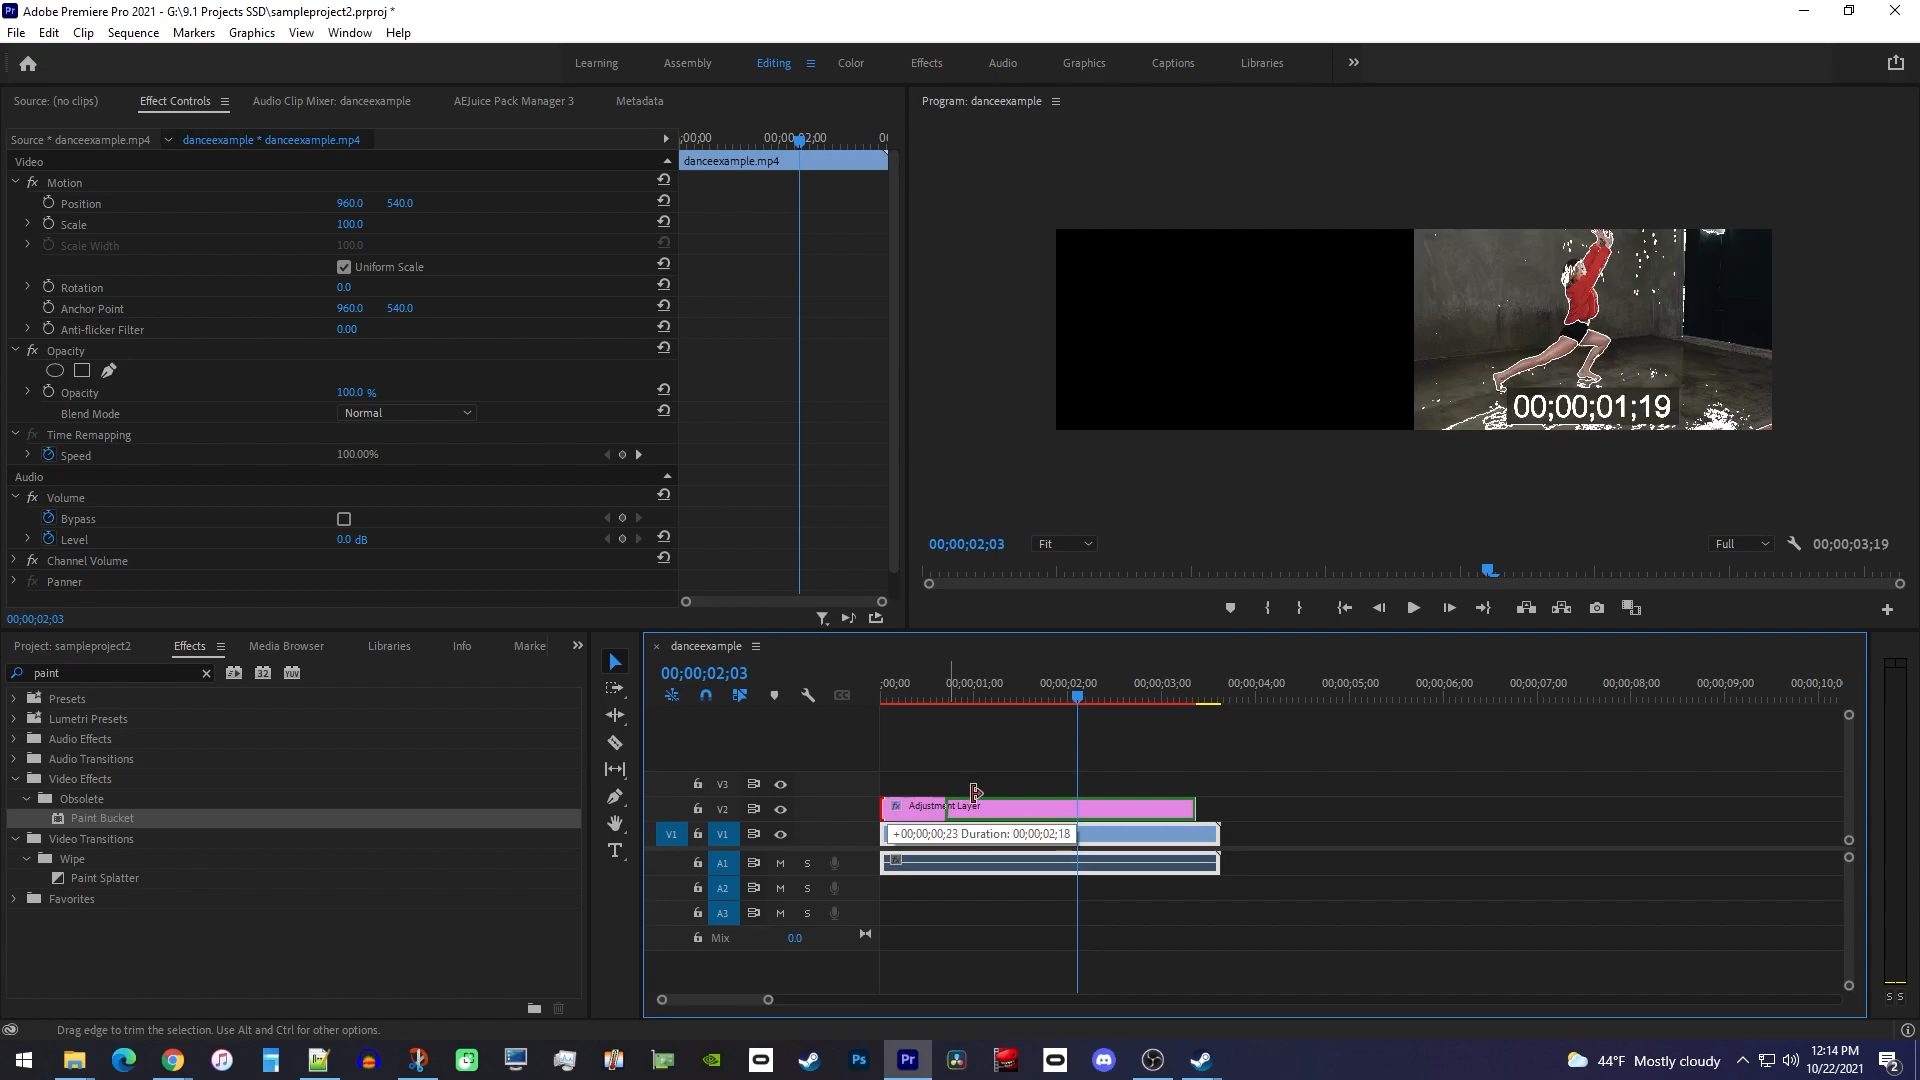 Adobe Premiere Pro 2021 - G:\9.1 Projects SSD\sampleproject2.prproj *
File Edit Clip Sequence Markers Graphics View Window Help
Learning Assembly Editing Color Effects Audio Graphics Captions Libraries
Source: (no clips) Effect Controls Audio Clip Mixer: danceexample AEJuice Pack Manager 3 Metadata
Program: danceexample
Source * danceexample.mp4 danceexample * danceexample.mp4
;00;00 00;00;02;00
Video
danceexample.mp4
fx Motion
Position 960.0 540.0
Scale 100.0
Scale Width 100.0
Uniform Scale
Rotation 0.0
Anchor Point 960.0 540.0
Anti-flicker Filter 0.00
fx Opacity
Opacity 100.0 %
Blend Mode Normal
fx Time Remapping
Speed 100.00%
Audio
fx Volume
Bypass
Level 0.0 dB
fx Channel Volume
fx Panner
00;00;02;03
00;00;01;19
00;00;02;03 Fit Full 00;00;03;19
Project: sampleproject2 Effects Media Browser Libraries Info Marke
paint 32 YUV
Presets
Lumetri Presets
Audio Effects
Audio Transitions
Video Effects
Obsolete
Paint Bucket
Video Transitions
Wipe
Paint Splatter
Favorites
danceexample
00;00;02;03
;00;00 00;00;01;00 00;00;02;00 00;00;03;00 00;00;04;00 00;00;05;00 00;00;06;00 00;00;07;00 00;00;08;00 00;00;09;00 00;00;10;0
V3
V2 fx Adjustment Layer
V1 V1 +00;00;00;23 Duration: 00;00;02;18
A1 M S
A2 M S
A3 M S
Mix 0.0
S S
Drag edge to trim the selection. Use Alt and Ctrl for other options.
Ps Pr
44°F Mostly cloudy
12:14 PM
10/22/2021
2